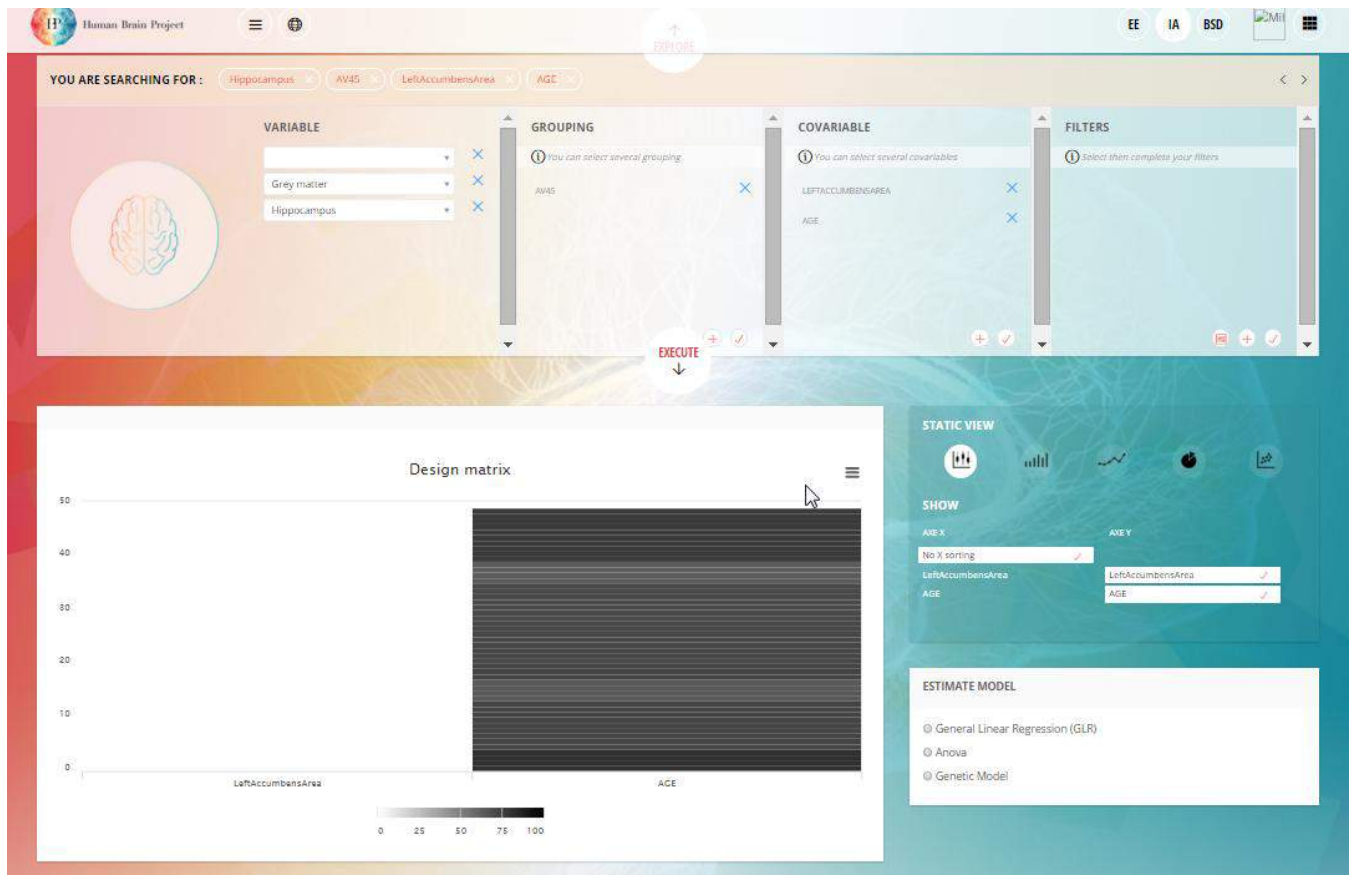 HP Human Brain Project
EXPLORE
EE IA BSD
YOU ARE SEARCHING FOR : Hippocampus × AV45 × LeftAccumbensArea × AGE ×
VARIABLE
Grey matter
Hippocampus
GROUPING
You can select several grouping
AV45
COVARIABLE
You can select several covariables
LEFTACCUMBENSAREA
AGE
FILTERS
Select then complete your filters
EXECUTE
Design matrix
50
40
30
20
10
0
LeftAccumbensArea AGE
0 25 50 75 100
STATIC VIEW
SHOW
AXE X AXE Y
No X sorting
LeftAccumbensArea LeftAccumbensArea
AGE AGE
ESTIMATE MODEL
General Linear Regression (GLR)
Anova
Genetic Model